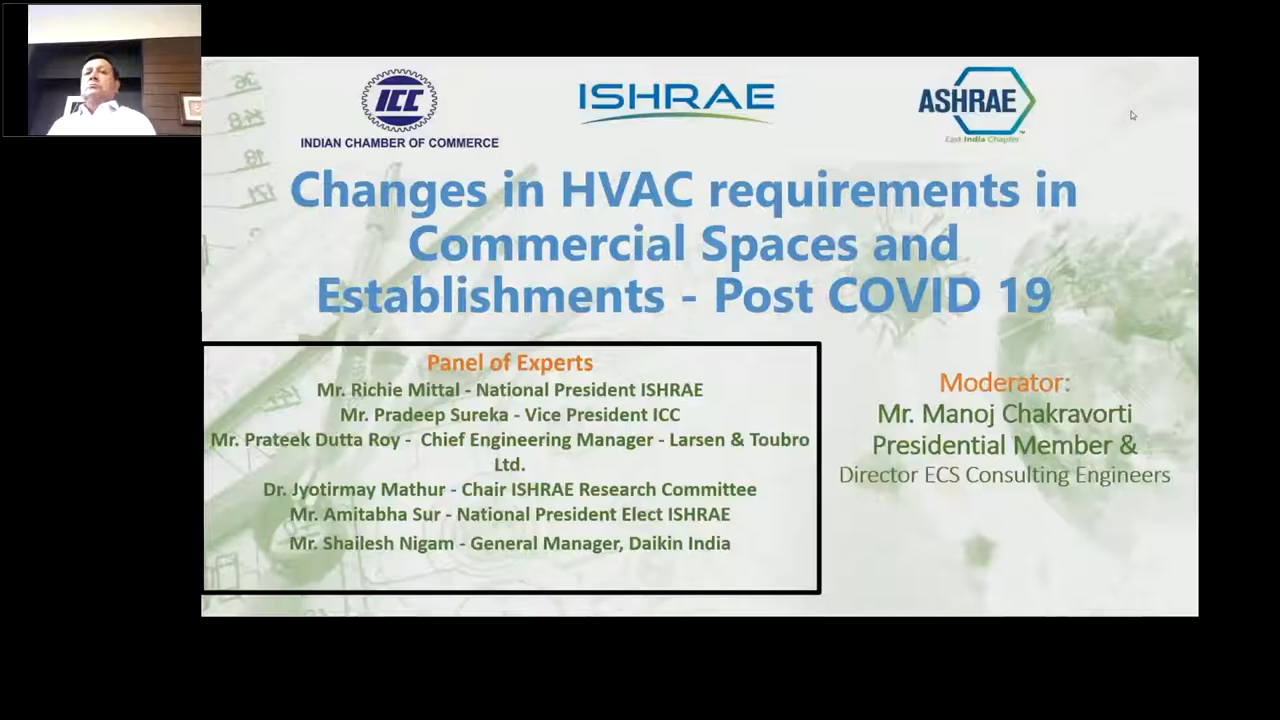 ICC
INDIAN CHAMBER OF COMMERCE
ISHRAE
ASHRAE
East India Chapter
Changes in HVAC requirements in
Commercial Spaces and
Establishments - Post COVID 19
Panel of Experts
Mr. Richie Mittal - National President ISHRAE
Mr. Pradeep Sureka - Vice President ICC
Mr. Prateek Dutta Roy - Chief Engineering Manager - Larsen & Toubro
Ltd.
Dr. Jyotirmay Mathur - Chair ISHRAE Research Committee
Mr. Amitabha Sur - National President Elect ISHRAE
Mr. Shailesh Nigam - General Manager, Daikin India
Moderator:
Mr. Manoj Chakravorti
Presidential Member &
Director ECS Consulting Engineers